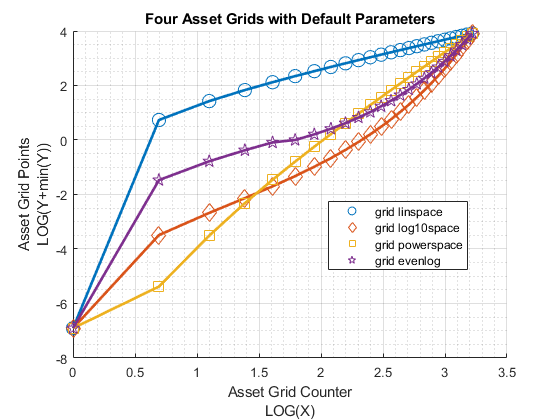 Four Asset Grids with Default Parameters
4
2
0
-2
-4
-6
-8
Asset Grid Points
LOG(Y+min(Y))
grid linspace
grid log10space
grid powerspace
grid evenlog
0
0.5
1
1.5
2
2.5
3
3.5
Asset Grid Counter
LOG(X)